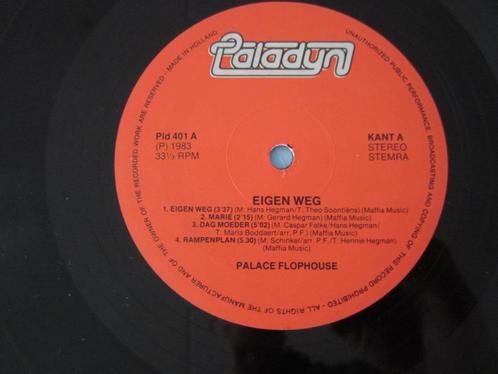 Paladyn
ALL RIGHTS OF THE MANUFACTURER AND OF THE OWNER OF THE RECORDED WORK ARE RESERVED - MADE IN HOLLAND
UNAUTHORIZED PUBLIC PERFORMANCE, BROADCASTING AND COPYING OF THIS RECORD PROHIBITED -
Pld 401 A
(P) 1983
33⅓ RPM
KANT A
STEREO
STEMRA
EIGEN WEG
1. EIGEN WEG (3'37) (M: Hans Hegman/T: Theo Soontiëns) (Maffia Music)
2. MARIE (2'15) (M: Gerard Hegman) (Maffia Music)
3. DAG MOEDER (5'02) (M: Caspar Falke/Hans Hegman/
T: Maria Boddaert/arr. P.F.) (Maffia Music)
4. RAMPENPLAN (5.30) (M: Schinkel/arr. P.F./T: Hennie Hegman)
(Maffia Music)
PALACE FLOPHOUSE